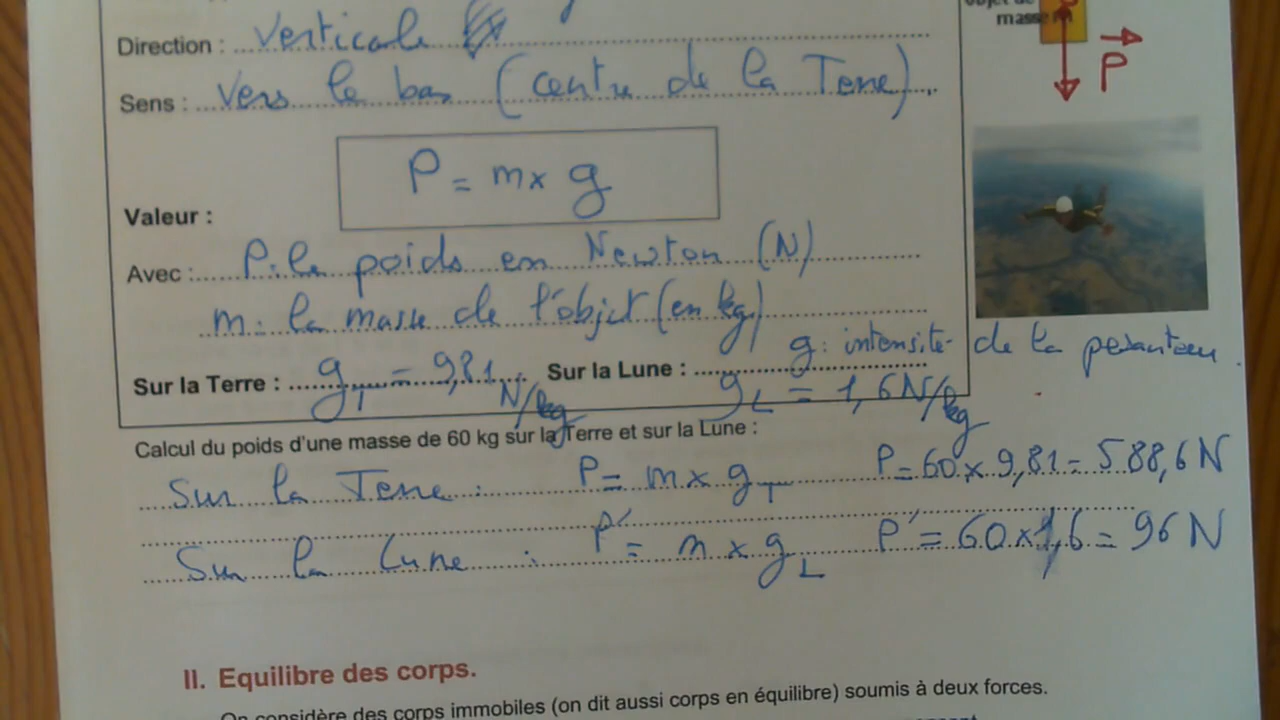 objet de
masse m
Direction : Verticale
P
Sens : Vers le bas (centre de la Terre)
P = m x g
Valeur :
Avec : P: le poids en Newton (N)
m: la masse de l'objet (en kg)
g: intensité de la pesanteur.
Sur la Terre : gT = 9,81 N/kg Sur la Lune : gL = 1,6 N/kg
Calcul du poids d'une masse de 60 kg sur la Terre et sur la Lune :
Sur la Terre : P = m x gT P = 60 x 9,81 = 588,6 N
Sur la Lune : P' = m x gL P' = 60 x 1,6 = 96 N
II. Equilibre des corps.
On considère des corps immobiles (on dit aussi corps en équilibre) soumis à deux forces.